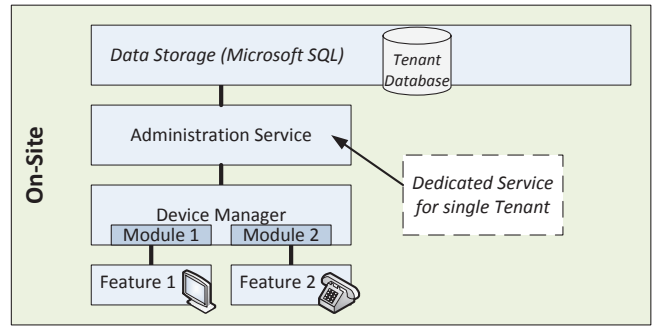 Data Storage (Microsoft SQL)
Tenant
Database
Administration Service
On-Site
Dedicated Service
for single Tenant
Device Manager
Module 1
Module 2
Feature 1
Feature 2